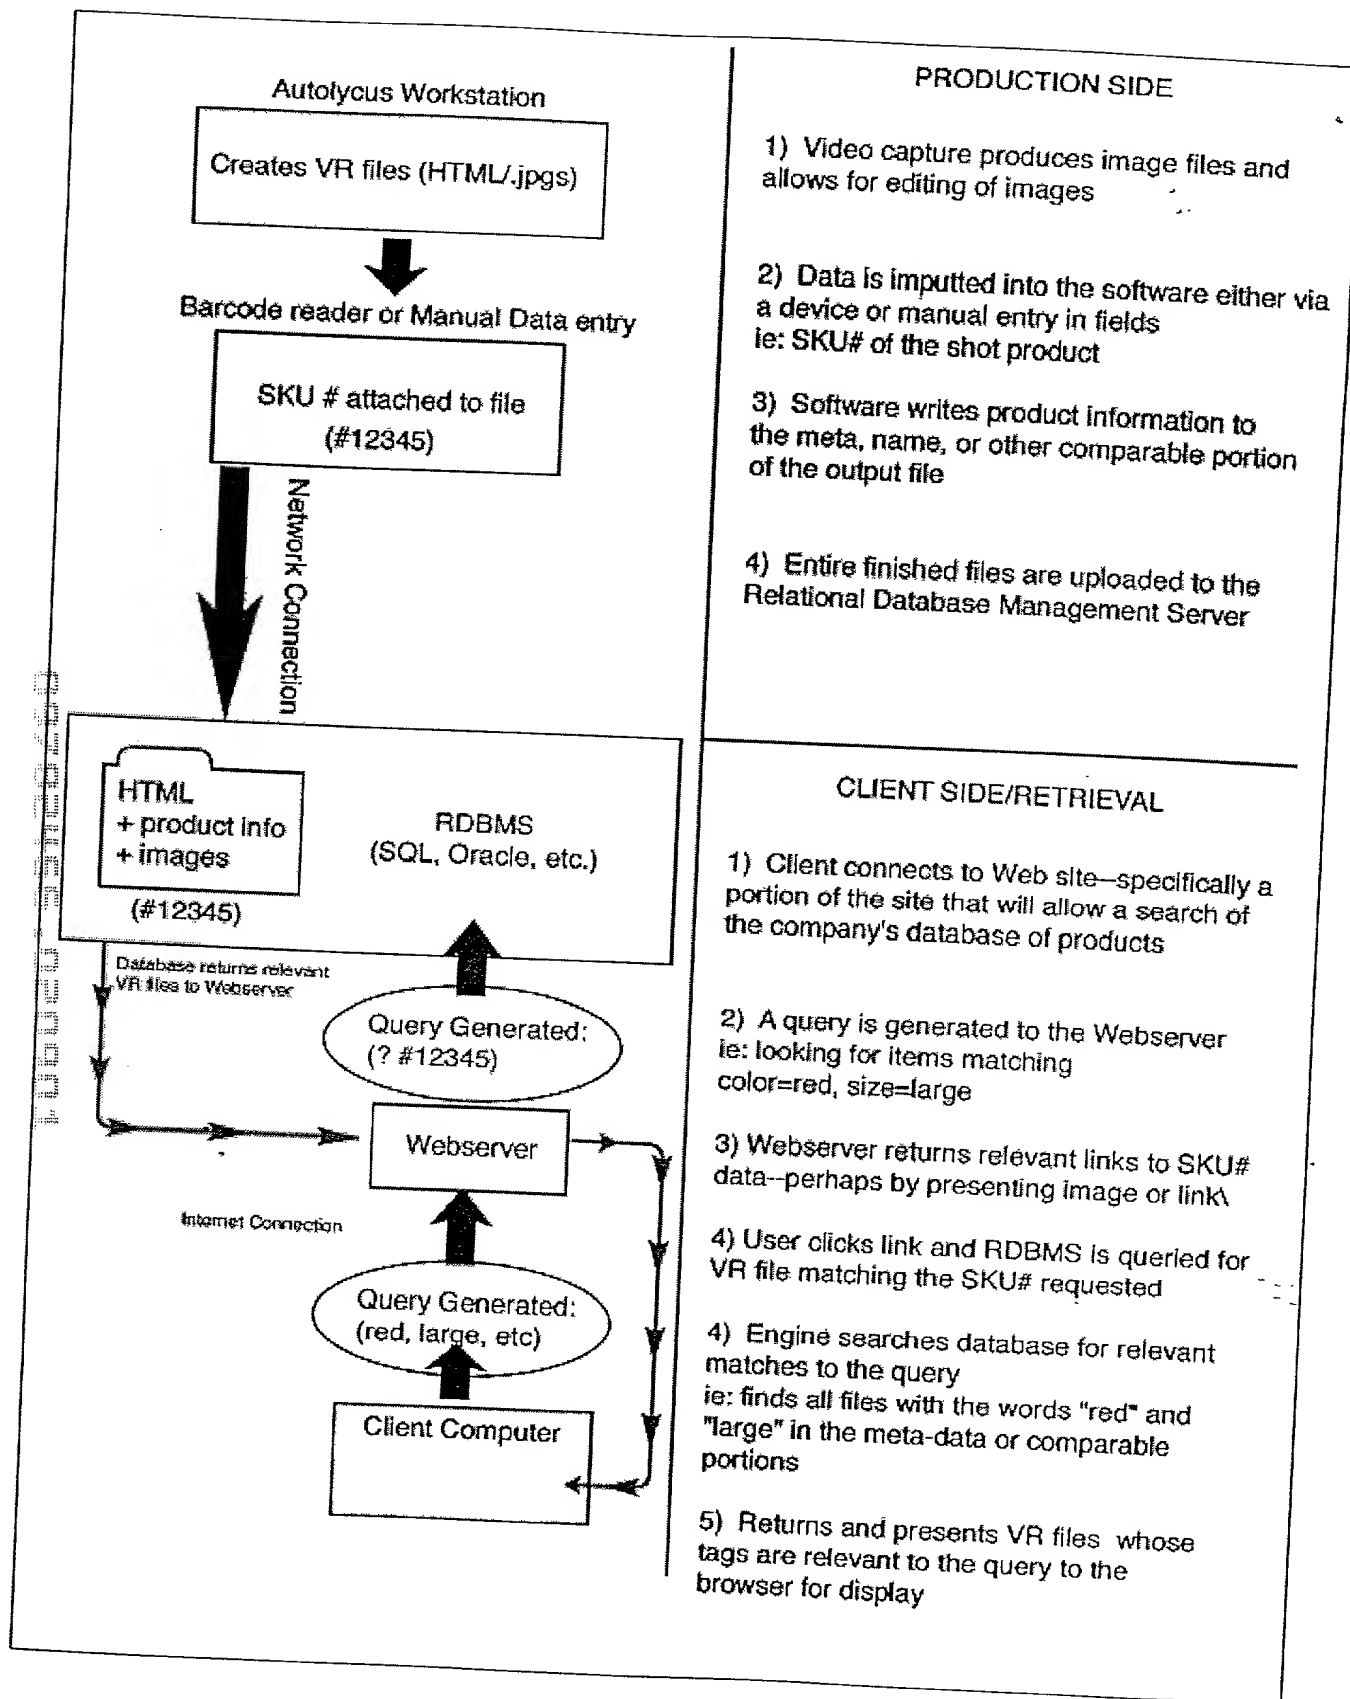 Autolycus Workstation
Creates VR files (HTML/.jpgs)
Barcode reader or Manual Data entry
SKU # attached to file
(#12345)
Network Connection
HTML
+ product info
+ images
(#12345)
RDBMS
(SQL, Oracle, etc.)
Database returns relevant
VR files to Webserver
Query Generated:
(? #12345)
Webserver
Internet Connection
Query Generated:
(red, large, etc)
Client Computer
PRODUCTION SIDE
1) Video capture produces image files and
allows for editing of images
2) Data is imputted into the software either via
a device or manual entry in fields
ie: SKU# of the shot product
3) Software writes product information to
the meta, name, or other comparable portion
of the output file
4) Entire finished files are uploaded to the
Relational Database Management Server
CLIENT SIDE/RETRIEVAL
1) Client connects to Web site--specifically a
portion of the site that will allow a search of
the company's database of products
2) A query is generated to the Webserver
ie: looking for items matching
color=red, size=large
3) Webserver returns relevant links to SKU#
data--perhaps by presenting image or link\
4) User clicks link and RDBMS is queried for
VR file matching the SKU# requested
4) Engine searches database for relevant
matches to the query
ie: finds all files with the words "red" and
"large" in the meta-data or comparable
portions
5) Returns and presents VR files whose
tags are relevant to the query to the
browser for display